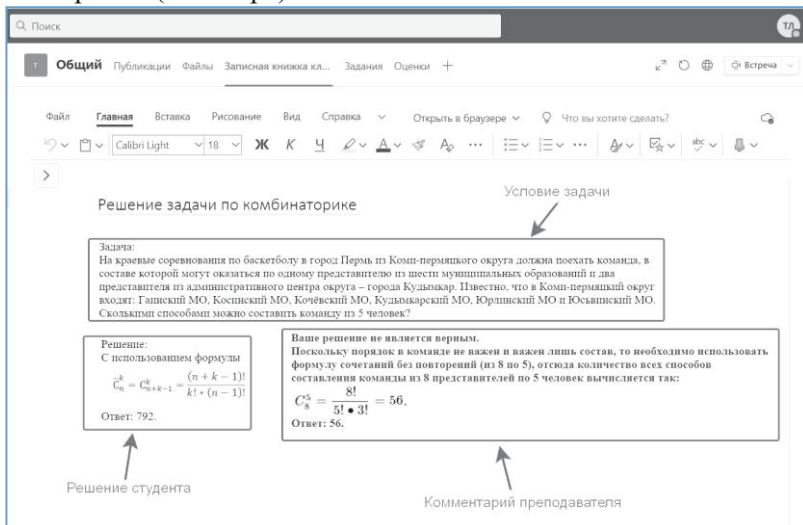 Поиск
ТЛ
Т Общий Публикации Файлы Записная книжка кл... Задания Оценки + Встреча
Файл Главная Вставка Рисование Вид Справка Открыть в браузере Что вы хотите сделать?
Calibri Light 18 Ж К Ч A ... ... abc
Решение задачи по комбинаторике
Условие задачи
Задача:
На краевые соревнования по баскетболу в город Пермь из Коми-пермяцкого округа должна поехать команда, в
составе которой могут оказаться по одному представителю из шести муниципальных образований и два
представителя из административного центра округа – города Кудымкар. Известно, что в Коми-пермяцкий округ
входят: Гаинский МО, Косинский МО, Кочёвский МО, Кудымкарский МО, Юрлинский МО и Юсьвинский МО.
Сколькими способами можно составить команду из 5 человек?
Решение:
С использованием формулы
C̅ₙᵏ = Cᵏₙ₊ₖ₋₁ = (n + k − 1)! / k! * (n − 1)!
Ответ: 792.
Ваше решение не является верным.
Поскольку порядок в команде не важен и важен лишь состав, то необходимо использовать
формулу сочетаний без повторений (из 8 по 5), отсюда количество всех способов
составления команды из 8 представителей по 5 человек вычисляется так:
C₈⁵ = 8! / 5! • 3! = 56.
Ответ: 56.
Решение студента
Комментарий преподавателя